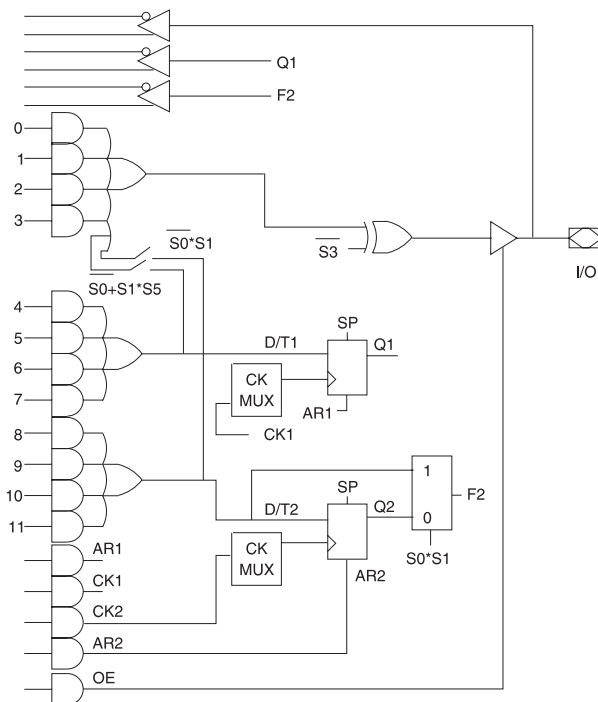 Q1
F2
0
1
2
3
S0*S1
S3
I/O
S0+S1*S5
4
5
6
7
D/T1
SP
Q1
CK
MUX
AR1
CK1
8
9
10
11
D/T2
SP
Q2
1
0
F2
S0*S1
CK
MUX
AR2
AR1
CK1
CK2
AR2
OE